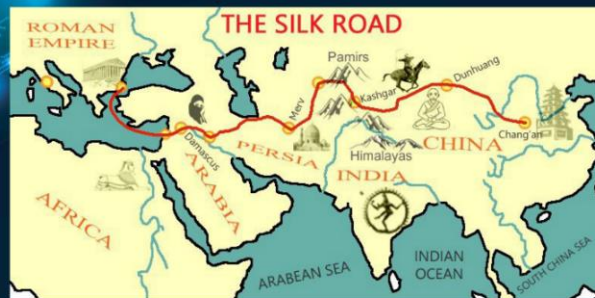 THE SILK ROAD
ROMAN
EMPIRE
Pamirs
Dunhuang
Merv
Kashgar
Chang'an
Damascus
PERSIA
Himalayas
CHINA
ARABIA
INDIA
AFRICA
ARABEAN SEA
INDIAN
OCEAN
SOUTH CHINA SEA